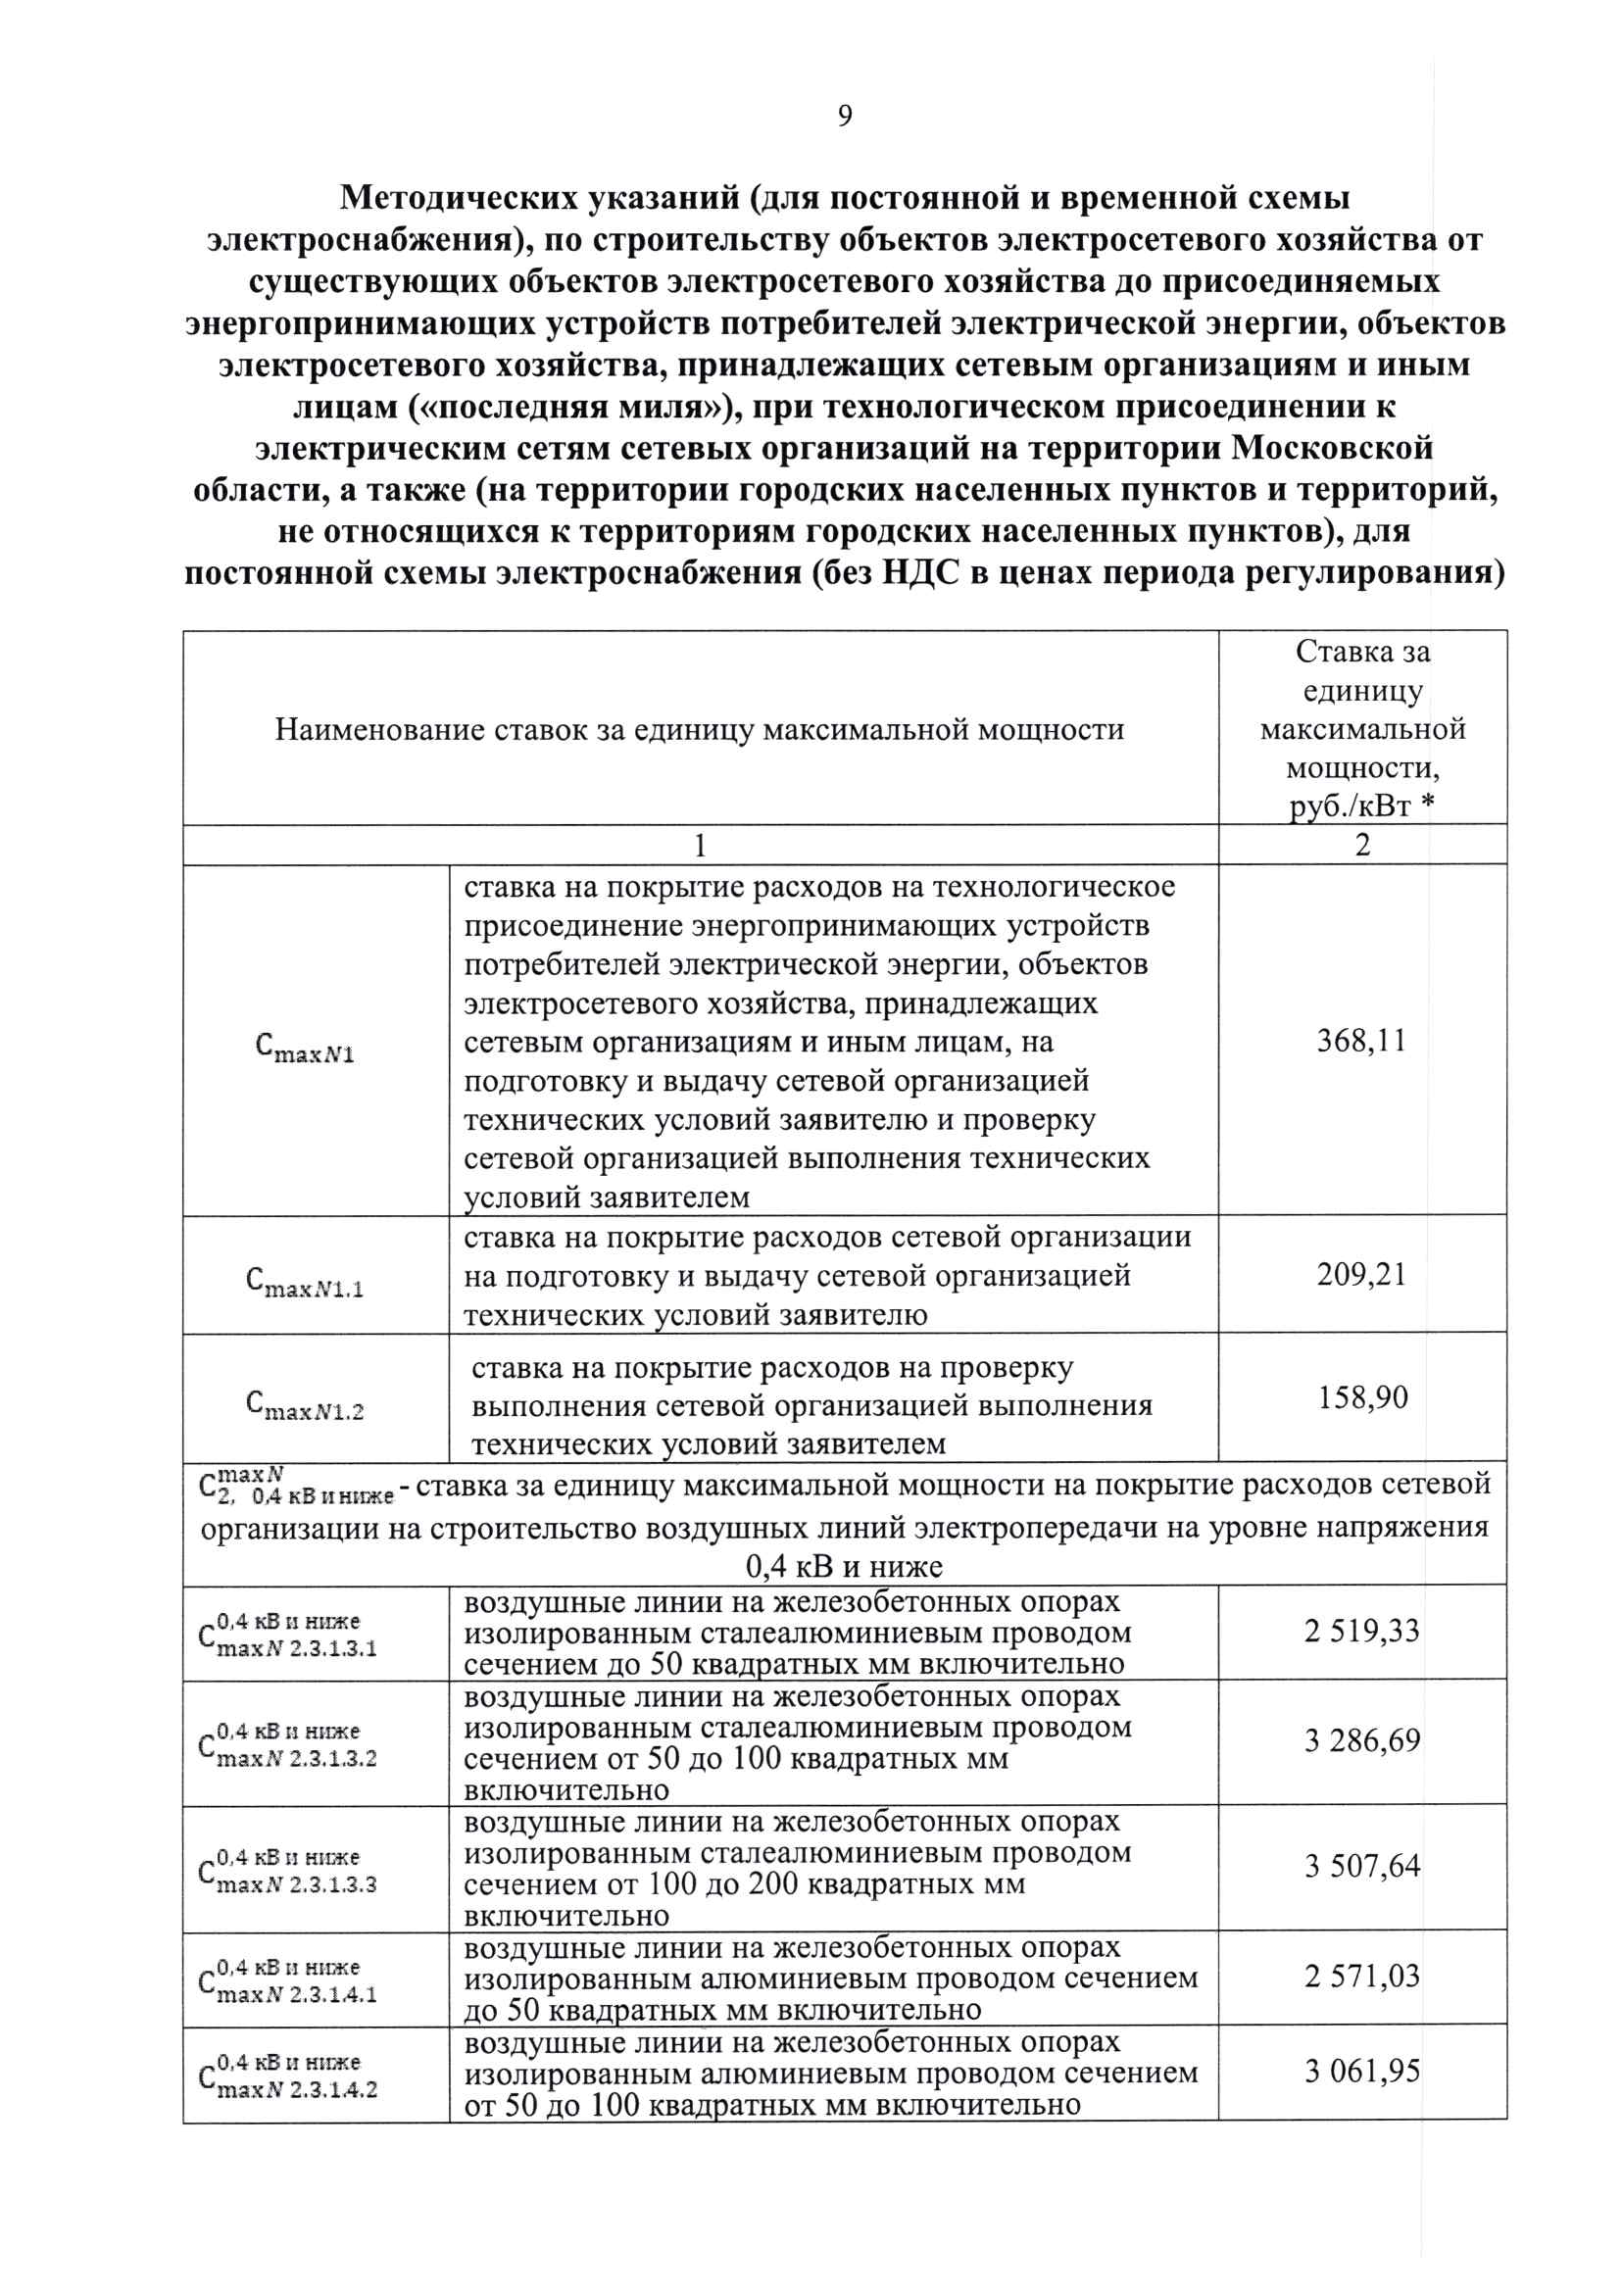 9
Методических указаний (для постоянной и временной схемы
электроснабжения), по строительству объектов электросетевого хозяйства от
существующих объектов электросетевого хозяйства до присоединяемых
энергопринимающих устройств потребителей электрической энергии, объектов
электросетевого хозяйства, принадлежащих сетевым организациям и иным
лицам («последняя миля»), при технологическом присоединении к
электрическим сетям сетевых организаций на территории Московской
области, а также (на территории городских населенных пунктов и территорий,
не относящихся к территориям городских населенных пунктов), для
постоянной схемы электроснабжения (без НДС в ценах периода регулирования)
Наименование ставок за единицу максимальной мощности
Ставка за
единицу
максимальной
мощности,
руб./кВт *
1
2
C maxN1
ставка на покрытие расходов на технологическое
присоединение энергопринимающих устройств
потребителей электрической энергии, объектов
электросетевого хозяйства, принадлежащих
сетевым организациям и иным лицам, на
подготовку и выдачу сетевой организацией
технических условий заявителю и проверку
сетевой организацией выполнения технических
условий заявителем
368,11
C maxN1.1
ставка на покрытие расходов сетевой организации
на подготовку и выдачу сетевой организацией
технических условий заявителю
209,21
C maxN1.2
ставка на покрытие расходов на проверку
выполнения сетевой организацией выполнения
технических условий заявителем
158,90
C maxN 2, 0,4 кВ и ниже - ставка за единицу максимальной мощности на покрытие расходов сетевой
организации на строительство воздушных линий электропередачи на уровне напряжения
0,4 кВ и ниже
C 0,4 кВ и ниже
maxN 2.3.1.3.1
воздушные линии на железобетонных опорах
изолированным сталеалюминиевым проводом
сечением до 50 квадратных мм включительно
2 519,33
C 0,4 кВ и ниже
maxN 2.3.1.3.2
воздушные линии на железобетонных опорах
изолированным сталеалюминиевым проводом
сечением от 50 до 100 квадратных мм
включительно
3 286,69
C 0,4 кВ и ниже
maxN 2.3.1.3.3
воздушные линии на железобетонных опорах
изолированным сталеалюминиевым проводом
сечением от 100 до 200 квадратных мм
включительно
3 507,64
C 0,4 кВ и ниже
maxN 2.3.1.4.1
воздушные линии на железобетонных опорах
изолированным алюминиевым проводом сечением
до 50 квадратных мм включительно
2 571,03
C 0,4 кВ и ниже
maxN 2.3.1.4.2
воздушные линии на железобетонных опорах
изолированным алюминиевым проводом сечением
от 50 до 100 квадратных мм включительно
3 061,95